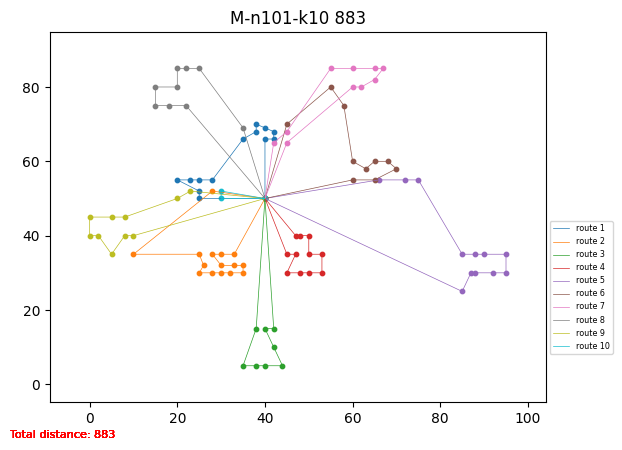 M-n101-k10 883
80
60
40
20
0
0 20 40 60 80 100
route 1
route 2
route 3
route 4
route 5
route 6
route 7
route 8
route 9
route 10
Total distance: 883